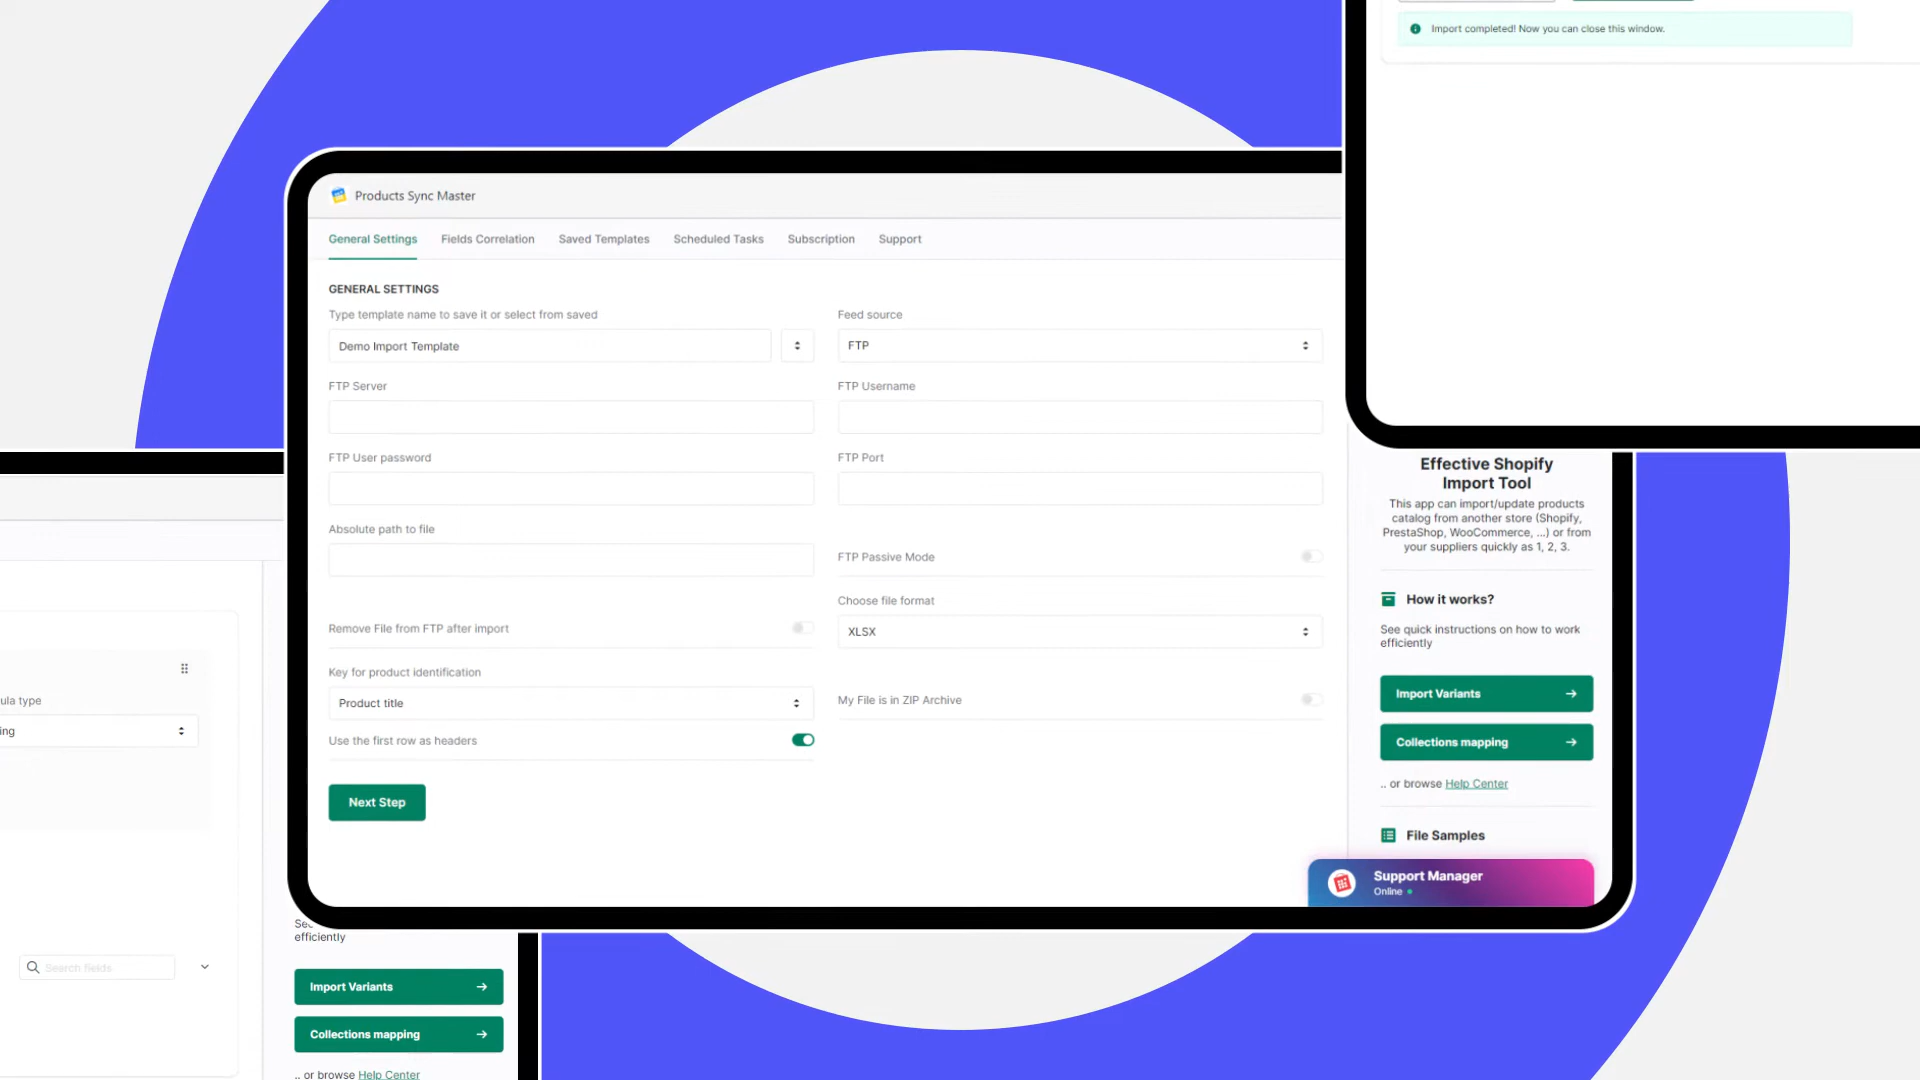 Import completed! Now you can close this window.
Products Sync Master
General Settings
Fields Correlation
Saved Templates
Scheduled Tasks
Subscription
Support
GENERAL SETTINGS
Type template name to save it or select from saved
Demo Import Template
Feed source
FTP
FTP Server
FTP Username
FTP User password
FTP Port
Absolute path to file
FTP Passive Mode
Remove File from FTP after import
Choose file format
XLSX
Key for product identification
Product title
My File is in ZIP Archive
Use the first row as headers
Next Step
Effective Shopify
Import Tool
This app can import/update products
catalog from another store (Shopify,
PrestaShop, WooCommerce, ...) or from
your suppliers quickly as 1, 2, 3.
How it works?
See quick instructions on how to work
efficiently
Import Variants
Collections mapping
.. or browse Help Center
File Samples
Support Manager
Online
ula type
ing
Search fields
efficiently
Import Variants
Collections mapping
.. or browse Help Center